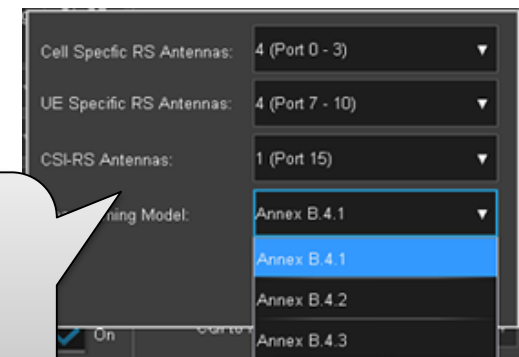 Cell Specfic RS Antennas: 4 (Port 0 - 3)
UE Specific RS Antennas: 4 (Port 7 - 10)
CSI-RS Antennas: 1 (Port 15)
Model: Annex B.4.1
Annex B.4.1
Annex B.4.2
On
Annex B.4.3